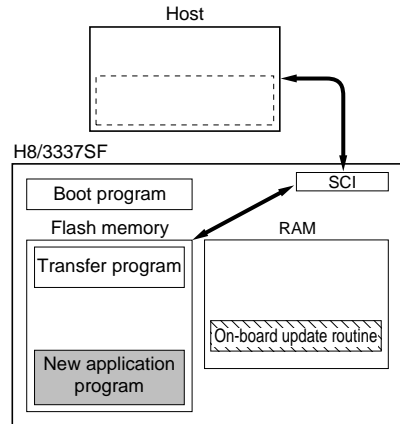 Host
H8/3337SF
SCI
Boot program
Flash memory
RAM
Transfer program
On-board update routine
New application
program